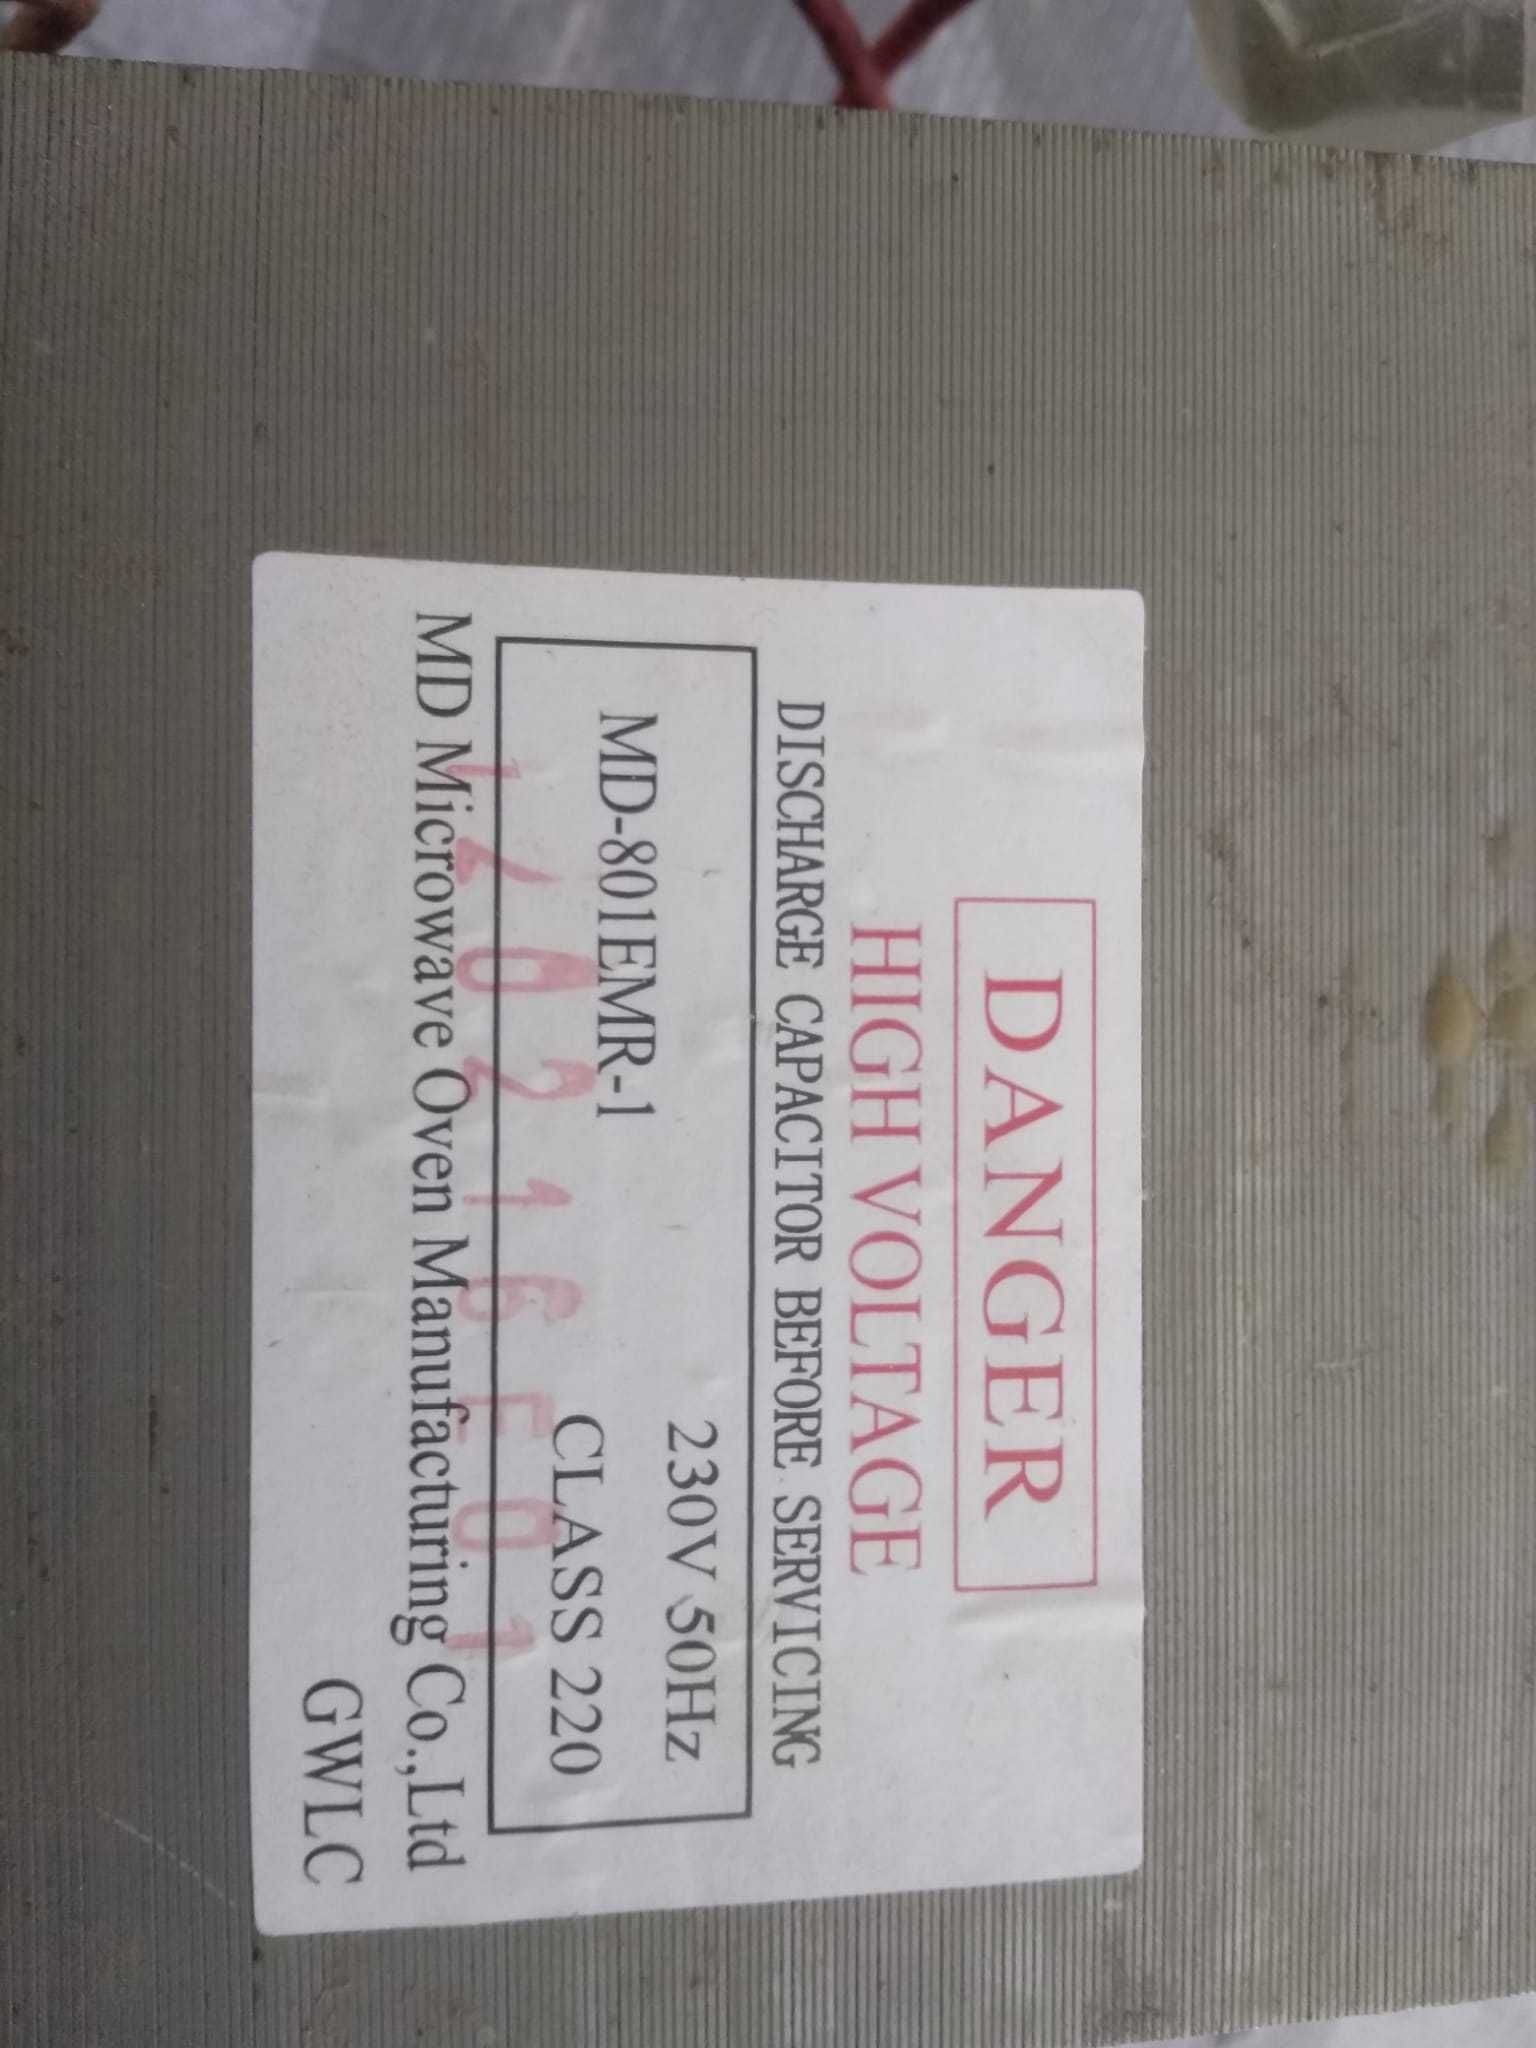 DANGER
HIGH VOLTAGE
DISCHARGE CAPACITOR BEFORE SERVICING
230V 50Hz
MD-801EMR-1
CLASS 220
MD Microwave Oven Manufacturing Co.,Ltd
GWLC